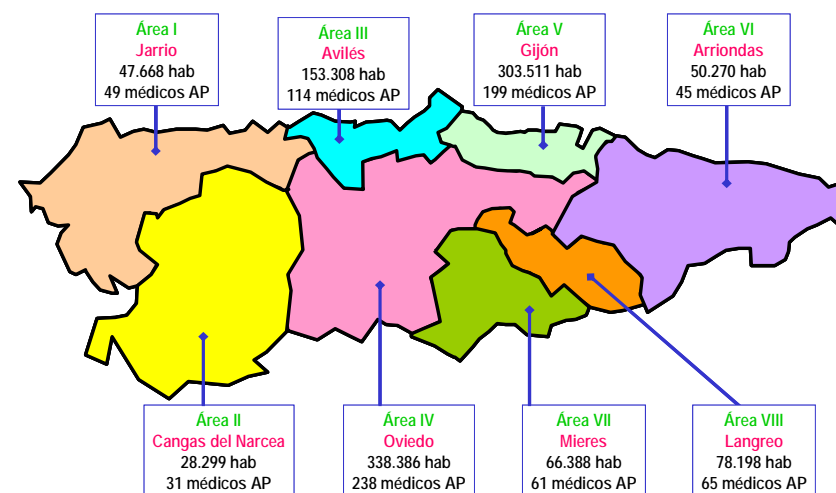 Área I
Jarrio
47.668 hab
49 médicos AP
Área III
Avilés
153.308 hab
114 médicos AP
Área V
Gijón
303.511 hab
199 médicos AP
Área VI
Arriondas
50.270 hab
45 médicos AP
Área II
Cangas del Narcea
28.299 hab
31 médicos AP
Área IV
Oviedo
338.386 hab
238 médicos AP
Área VII
Mieres
66.388 hab
61 médicos AP
Área VIII
Langreo
78.198 hab
65 médicos AP